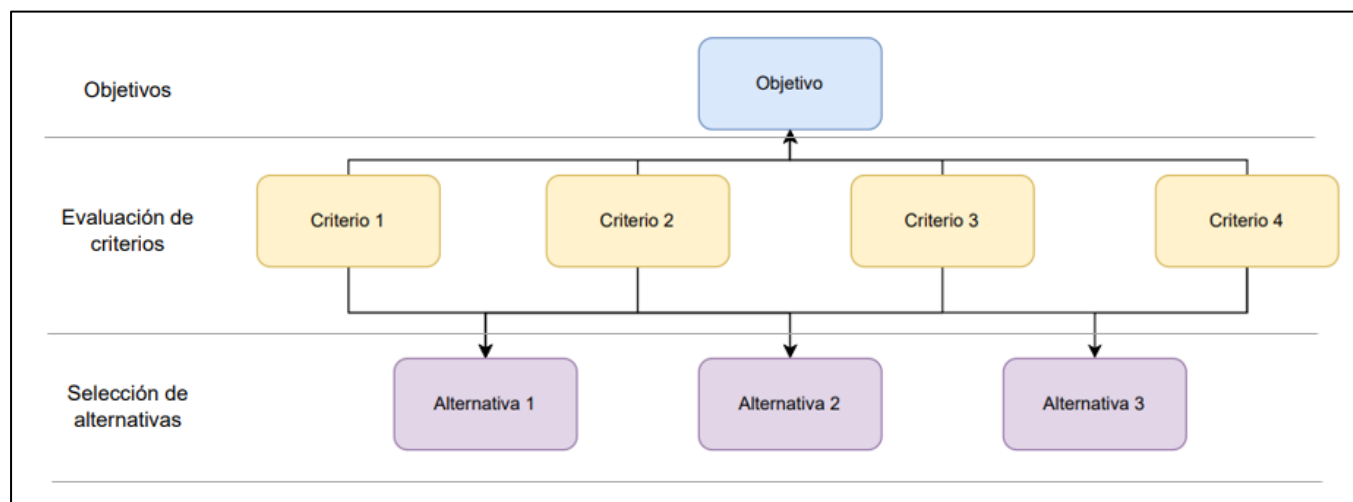 Objetivos
Objetivo
Evaluación de
criterios
Criterio 1
Criterio 2
Criterio 3
Criterio 4
Selección de
alternativas
Alternativa 1
Alternativa 2
Alternativa 3